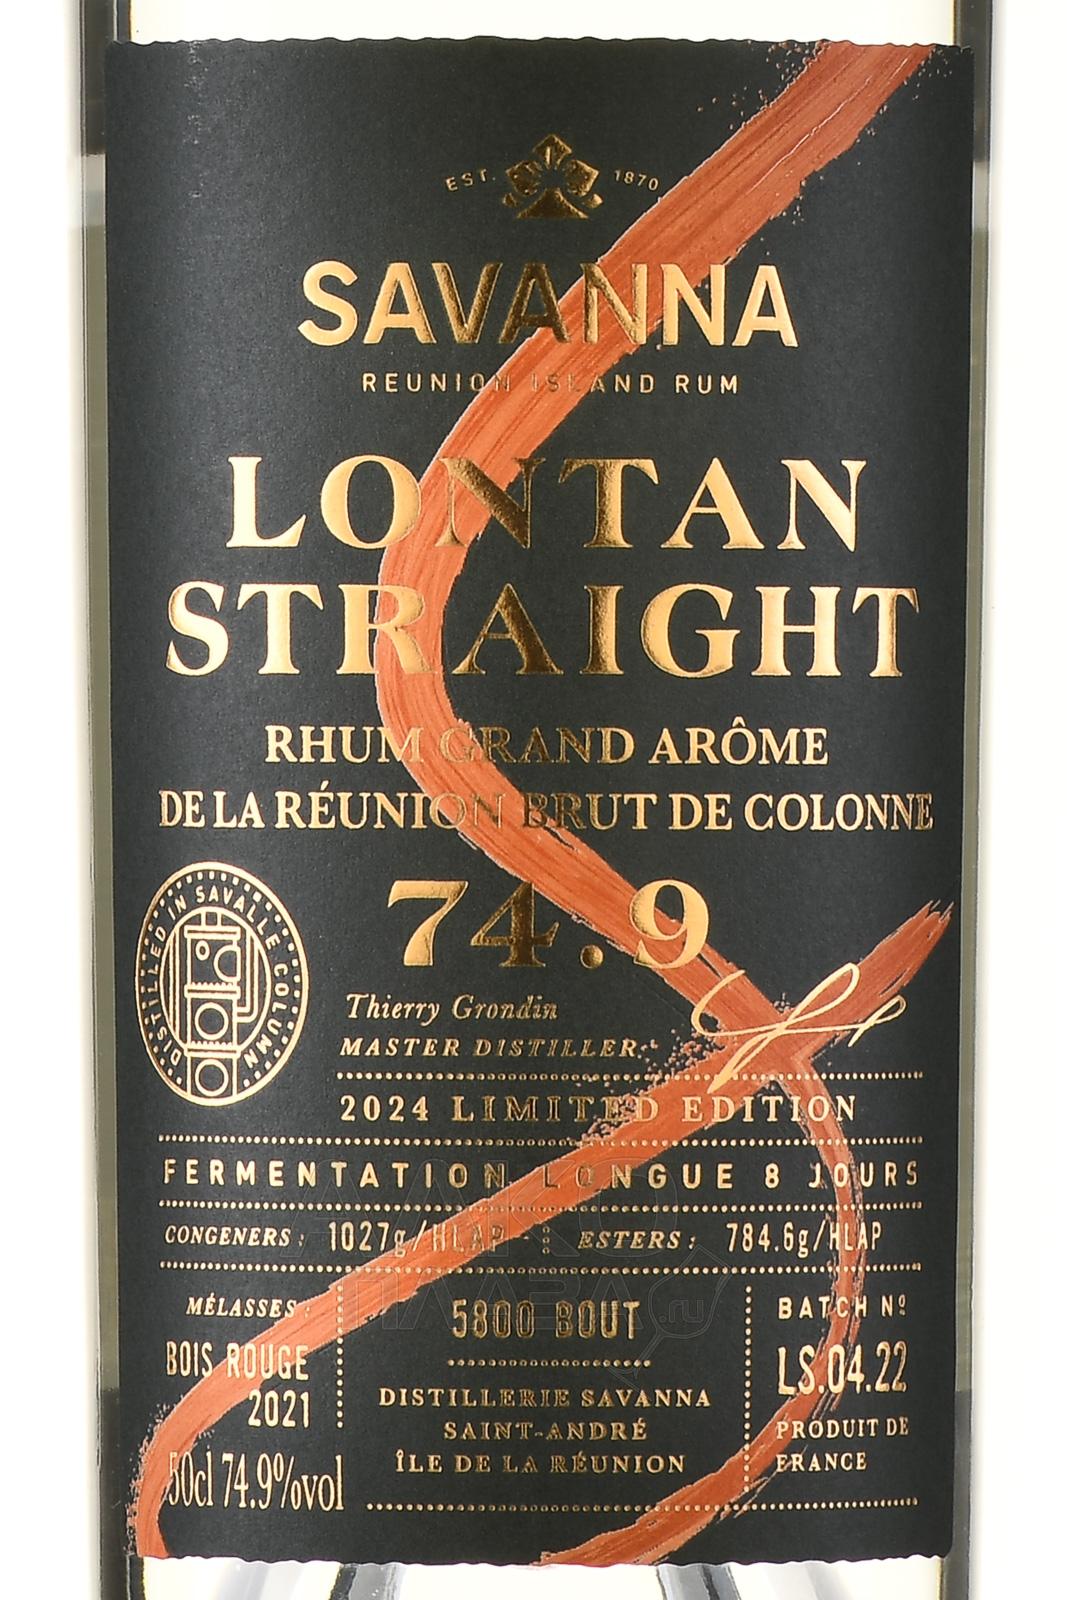 EST. 1870
SAVANNA
REUNION ISLAND RUM
LONTAN
STRAIGHT
RHUM GRAND ARÔME
DE LA RÉUNION BRUT DE COLONNE
74.9
DISTILLED IN SAVALLE COLUMN
Thierry Grondin
MASTER DISTILLER
2024 LIMITED EDITION
FERMENTATION LONGUE 8 JOURS
CONGENERS: 1027g/HLAP ESTERS: 784.6g/HLAP
MÉLASSES:
BOIS ROUGE
2021
50cl 74.9%vol
5800 BOUT
DISTILLERIE SAVANNA
SAINT-ANDRÉ
ÎLE DE LA RÉUNION
BATCH Nº
LS.04.22
PRODUIT DE
FRANCE
АЛКО
ПЛАЗА.ru